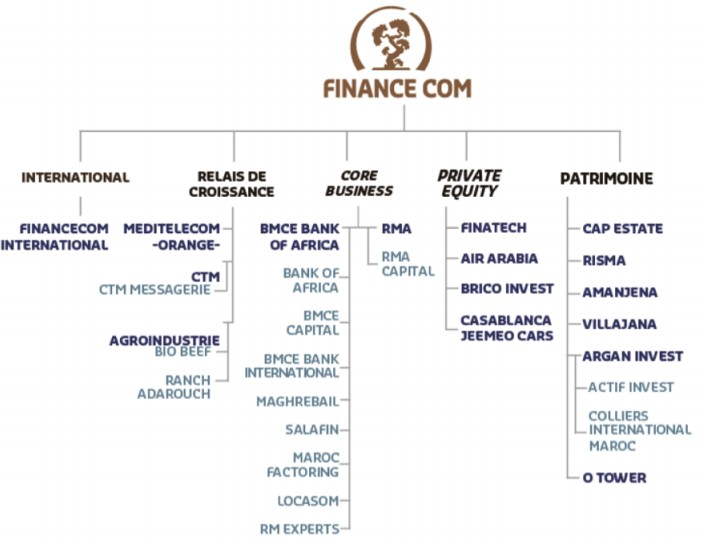 FINANCE COM
INTERNATIONAL
FINANCECOM
INTERNATIONAL
RELAIS DE
CROISSANCE
MEDITELECOM
-ORANGE-
CTM
CTM MESSAGERIE
AGROINDUSTRIE
BIO BEEF
RANCH
ADAROUCH
CORE
BUSINESS
BMCE BANK
OF AFRICA
BANK OF
AFRICA
BMCE
CAPITAL
BMCE BANK
INTERNATIONAL
MAGHREBAIL
SALAFIN
MAROC
FACTORING
LOCASOM
RM EXPERTS
RMA
RMA
CAPITAL
PRIVATE
EQUITY
FINATECH
AIR ARABIA
BRICO INVEST
CASABLANCA
JEEMEO CARS
PATRIMOINE
CAP ESTATE
RISMA
AMANJENA
VILLAJANA
ARGAN INVEST
ACTIF INVEST
COLLIERS
INTERNATIONAL
MAROC
O TOWER